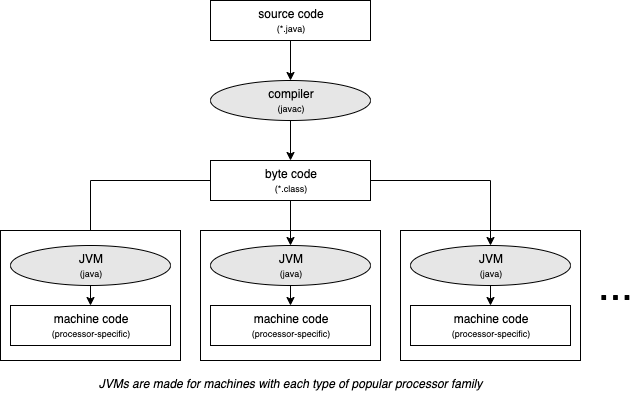 source code
(*.java)
compiler
(javac)
byte code
(*.class)
JVM
(java)
machine code
(processor-specific)
JVM
(java)
machine code
(processor-specific)
JVM
(java)
machine code
(processor-specific)
...
JVMs are made for machines with each type of popular processor family